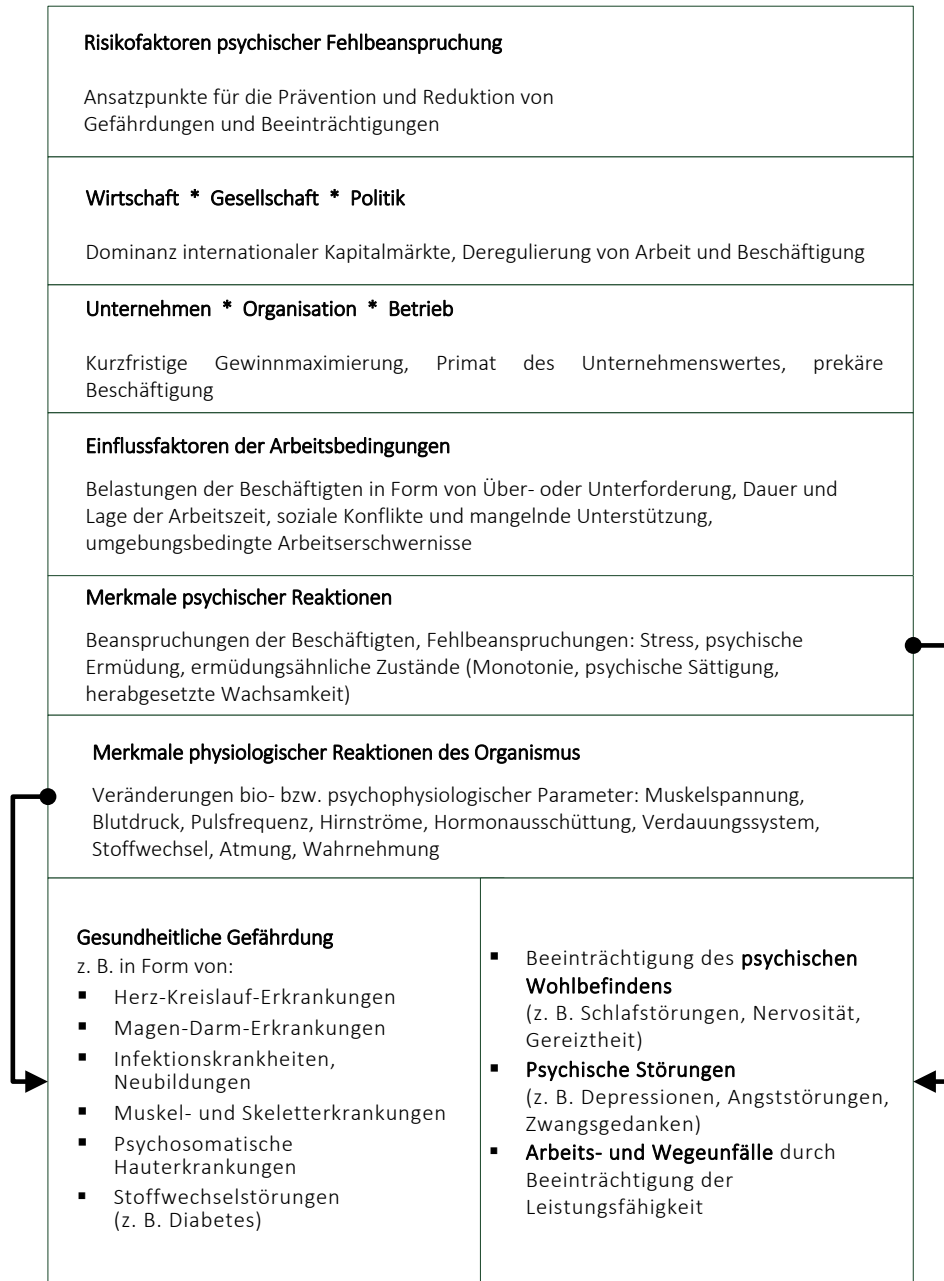 Risikofaktoren psychischer Fehlbeanspruchung
Ansatzpunkte für die Prävention und Reduktion von
Gefährdungen und Beeinträchtigungen
Wirtschaft * Gesellschaft * Politik
Dominanz internationaler Kapitalmärkte, Deregulierung von Arbeit und Beschäftigung
Unternehmen * Organisation * Betrieb
Kurzfristige Gewinnmaximierung, Primat des Unternehmenswertes, prekäre
Beschäftigung
Einflussfaktoren der Arbeitsbedingungen
Belastungen der Beschäftigten in Form von Über- oder Unterforderung, Dauer und
Lage der Arbeitszeit, soziale Konflikte und mangelnde Unterstützung,
umgebungsbedingte Arbeitserschwernisse
Merkmale psychischer Reaktionen
Beanspruchungen der Beschäftigten, Fehlbeanspruchungen: Stress, psychische
Ermüdung, ermüdungsähnliche Zustände (Monotonie, psychische Sättigung,
herabgesetzte Wachsamkeit)
Merkmale physiologischer Reaktionen des Organismus
Veränderungen bio- bzw. psychophysiologischer Parameter: Muskelspannung,
Blutdruck, Pulsfrequenz, Hirnströme, Hormonausschüttung, Verdauungssystem,
Stoffwechsel, Atmung, Wahrnehmung
Gesundheitliche Gefährdung
z. B. in Form von:
▪ Herz-Kreislauf-Erkrankungen
▪ Magen-Darm-Erkrankungen
▪ Infektionskrankheiten,
Neubildungen
▪ Muskel- und Skeletterkrankungen
▪ Psychosomatische
Hauterkrankungen
▪ Stoffwechselstörungen
(z. B. Diabetes)
▪ Beeinträchtigung des psychischen
Wohlbefindens
(z. B. Schlafstörungen, Nervosität,
Gereiztheit)
▪ Psychische Störungen
(z. B. Depressionen, Angststörungen,
Zwangsgedanken)
▪ Arbeits- und Wegeunfälle durch
Beeinträchtigung der
Leistungsfähigkeit